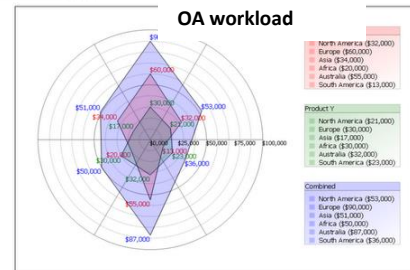 OA workload
$9
$60,000
$30,000
$51,000
$53,000
$34,000
$32,000
$17,000
$21,000
$0,000
$25,000
$50,000
$75,000
$100,000
$20,000
$13,000
$30,000
$23,000
$50,000
$36,000
$32,000
$55,000
$87,000
North America ($32,000)
Europe ($60,000)
Asia ($34,000)
Africa ($20,000)
Australia ($55,000)
South America ($13,000)
Product Y
North America ($21,000)
Europe ($30,000)
Asia ($17,000)
Africa ($30,000)
Australia ($32,000)
South America ($23,000)
Combined
North America ($53,000)
Europe ($90,000)
Asia ($51,000)
Africa ($50,000)
Australia ($87,000)
South America ($36,000)